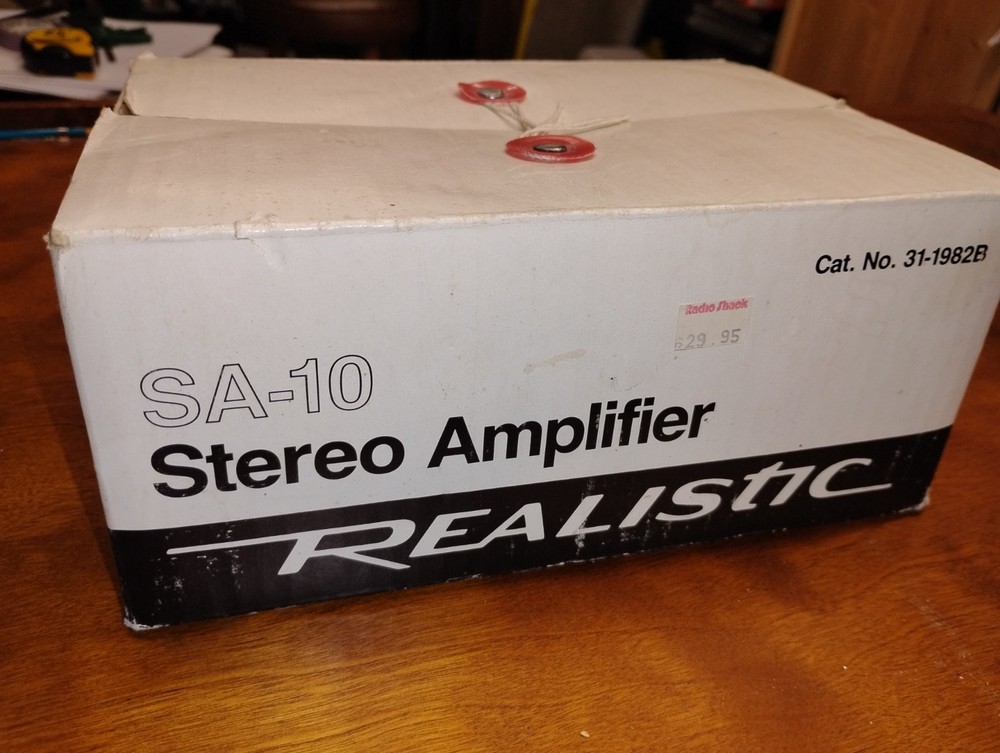 Cat. No. 31-1982B
Radio Shack
$29.95
SA-10
Stereo Amplifier
REALISTIC